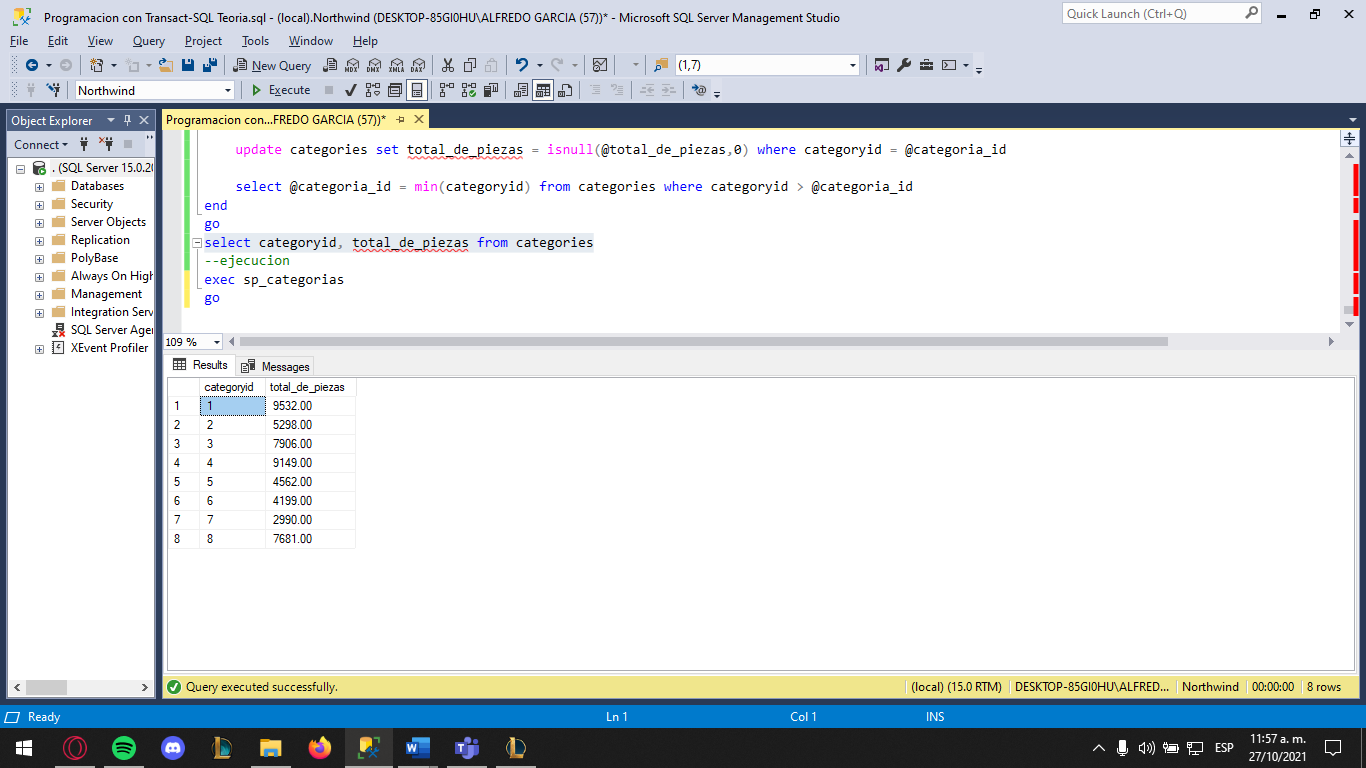 Programacion con Transact-SQL Teoria.sql - (local).Northwind (DESKTOP-85GI0HU\ALFREDO GARCIA (57))* - Microsoft SQL Server Management Studio
Quick Launch (Ctrl+Q)
File Edit View Query Project Tools Window Help
New Query MDX DMX XMLA DAX (1,7)
Northwind Execute
Object Explorer
Programacion con...FREDO GARCIA (57))*
Connect
. (SQL Server 15.0.20
Databases
Security
Server Objects
Replication
PolyBase
Always On High
Management
Integration Serv
SQL Server Agen
XEvent Profiler
update categories set total_de_piezas = isnull(@total_de_piezas,0) where categoryid = @categoria_id
select @categoria_id = min(categoryid) from categories where categoryid > @categoria_id
end
go
select categoryid, total_de_piezas from categories
--ejecucion
exec sp_categorias
go
109 %
Results Messages
categoryid total_de_piezas
1 1 9532.00
2 2 5298.00
3 3 7906.00
4 4 9149.00
5 5 4562.00
6 6 4199.00
7 7 2990.00
8 8 7681.00
Query executed successfully. (local) (15.0 RTM) DESKTOP-85GI0HU\ALFRED... Northwind 00:00:00 8 rows
Ready Ln 1 Col 1 INS
ESP 11:57 a. m.
27/10/2021